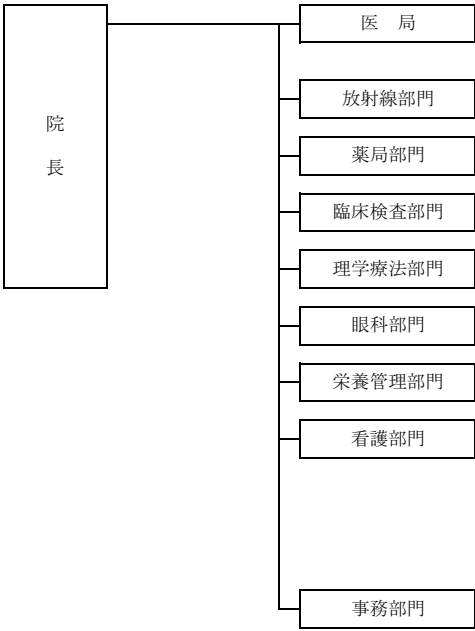 院
長
医　局
放射線部門
薬局部門
臨床検査部門
理学療法部門
眼科部門
栄養管理部門
看護部門
事務部門